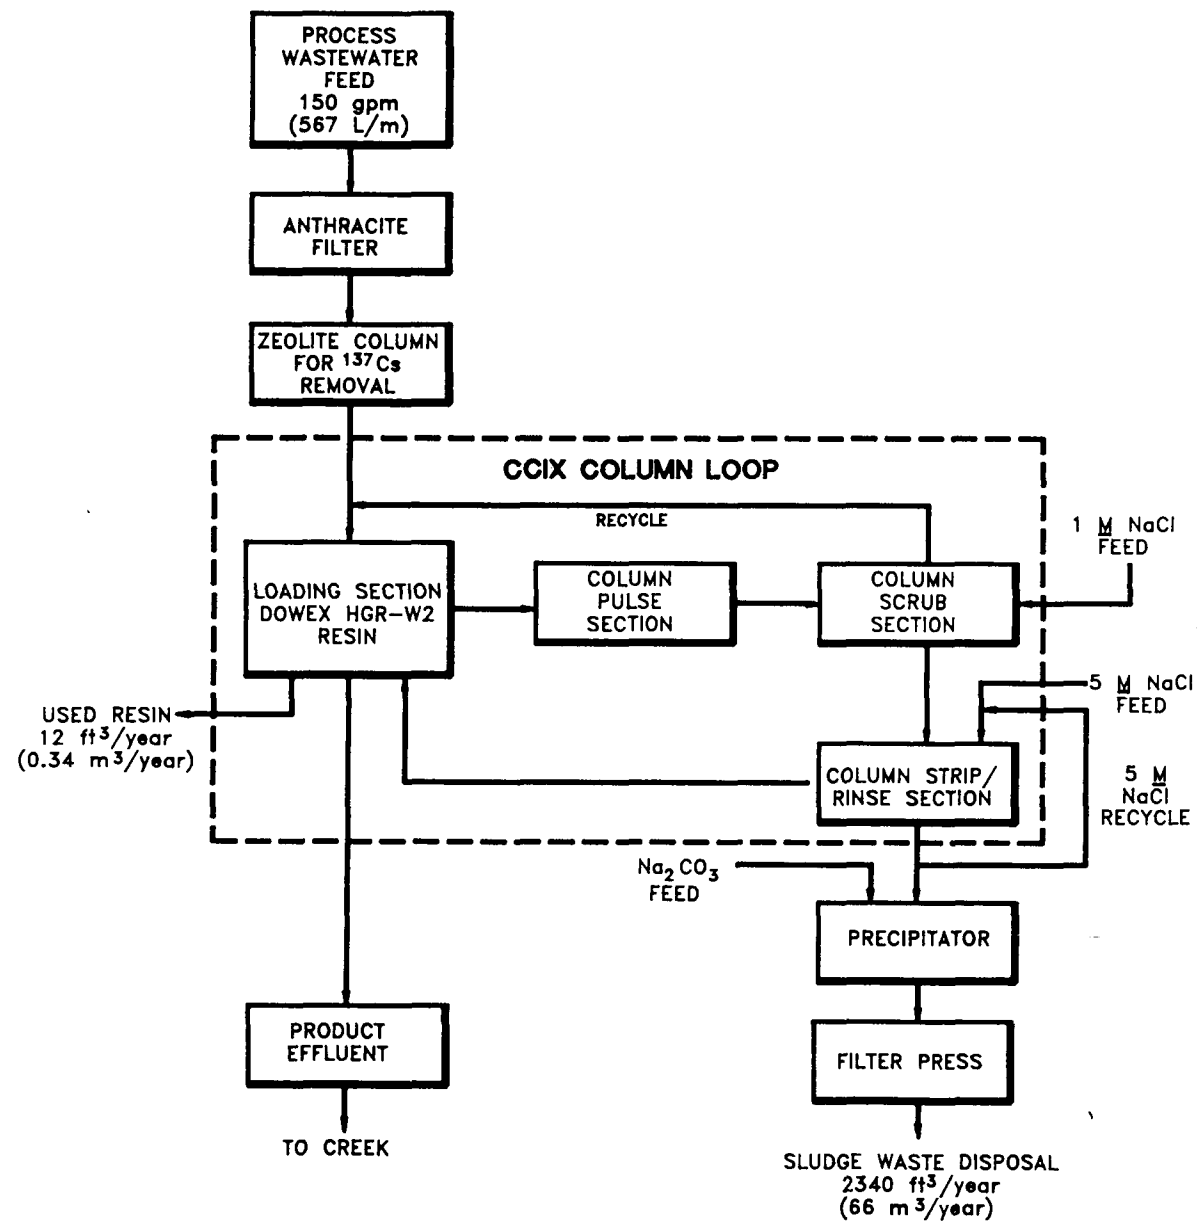 PROCESS
WASTEWATER
FEED
150 gpm
(567 L/m)
ANTHRACITE
FILTER
ZEOLITE COLUMN
FOR ¹³⁷Cs
REMOVAL
CCIX COLUMN LOOP
RECYCLE
1 M NaCl
FEED
LOADING SECTION
DOWEX HGR-W2
RESIN
COLUMN
PULSE
SECTION
COLUMN
SCRUB
SECTION
5 M NaCl
FEED
USED RESIN
12 ft³/year
(0.34 m³/year)
COLUMN STRIP/
RINSE SECTION
5 M
NaCl
RECYCLE
Na₂CO₃
FEED
PRECIPITATOR
PRODUCT
EFFLUENT
FILTER PRESS
TO CREEK
SLUDGE WASTE DISPOSAL
2340 ft³/year
(66 m³/year)